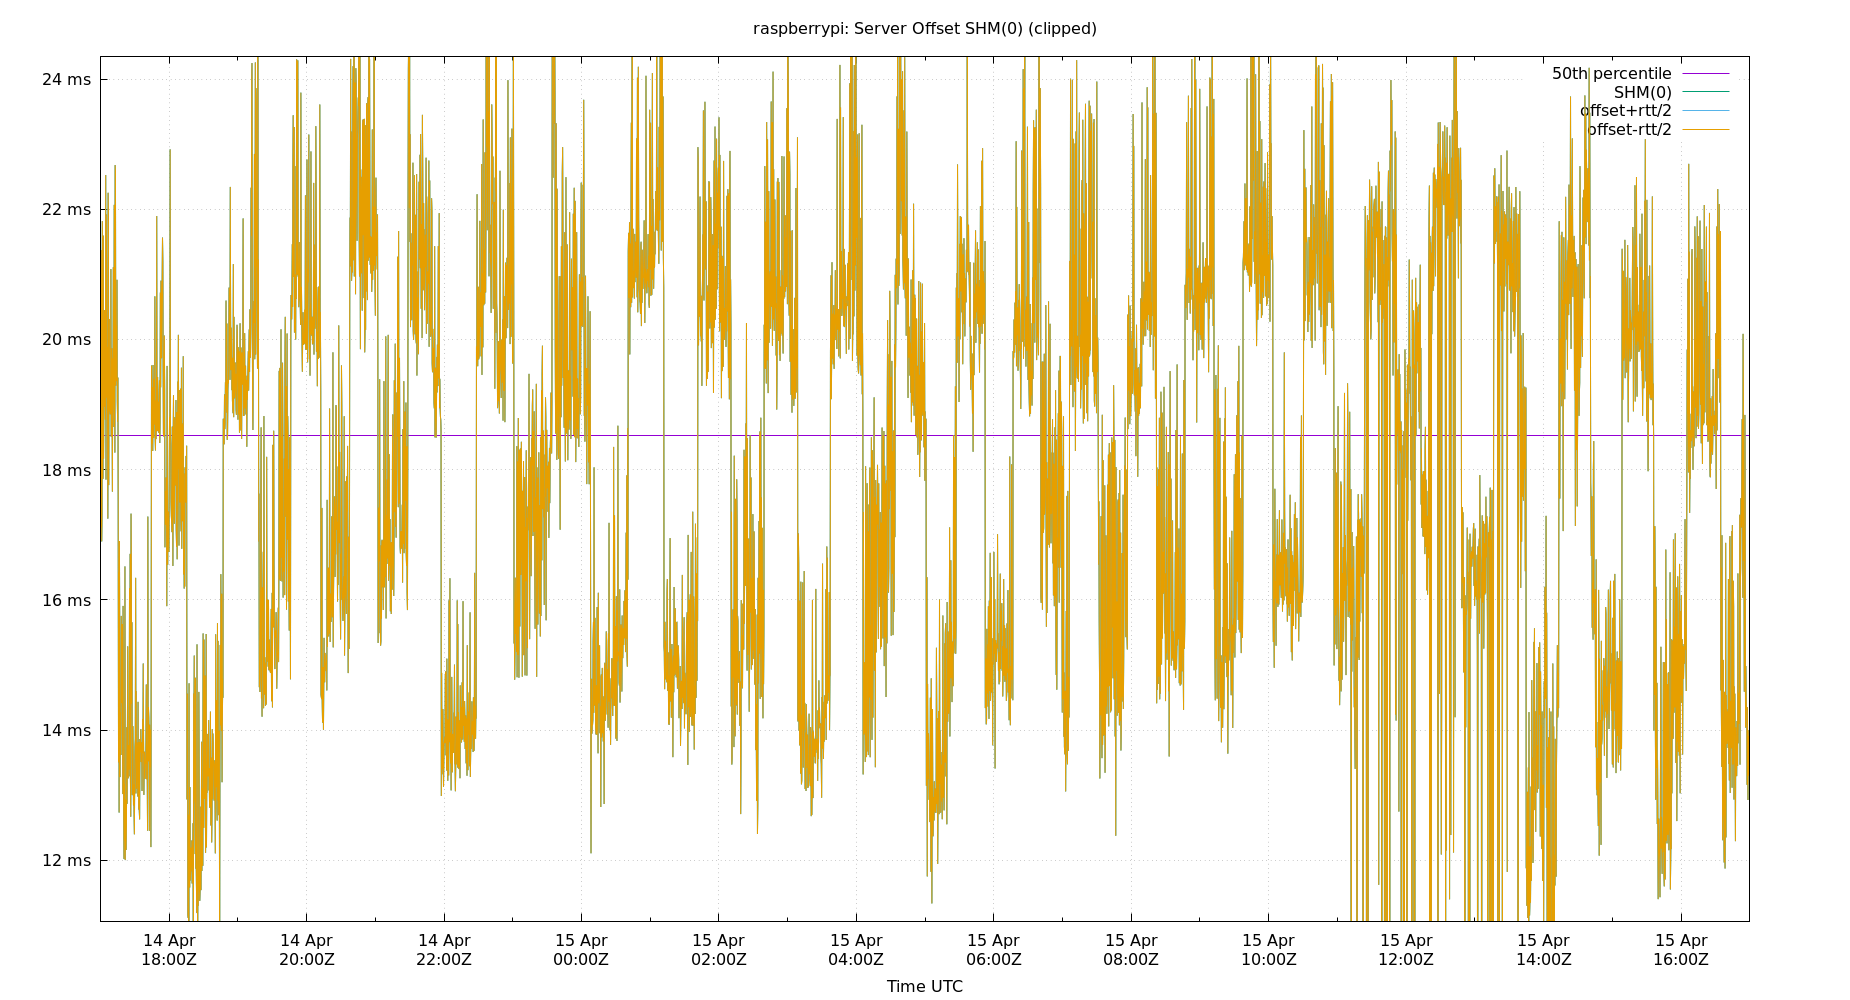 raspberrypi: Server Offset SHM(0) (clipped)
24 ms
22 ms
20 ms
18 ms
16 ms
14 ms
12 ms
50th percentile
SHM(0)
offset+rtt/2
offset-rtt/2
14 Apr 14 Apr 14 Apr 15 Apr 15 Apr 15 Apr 15 Apr 15 Apr 15 Apr 15 Apr 15 Apr 15 Apr
18:00Z 20:00Z 22:00Z 00:00Z 02:00Z 04:00Z 06:00Z 08:00Z 10:00Z 12:00Z 14:00Z 16:00Z
Time UTC